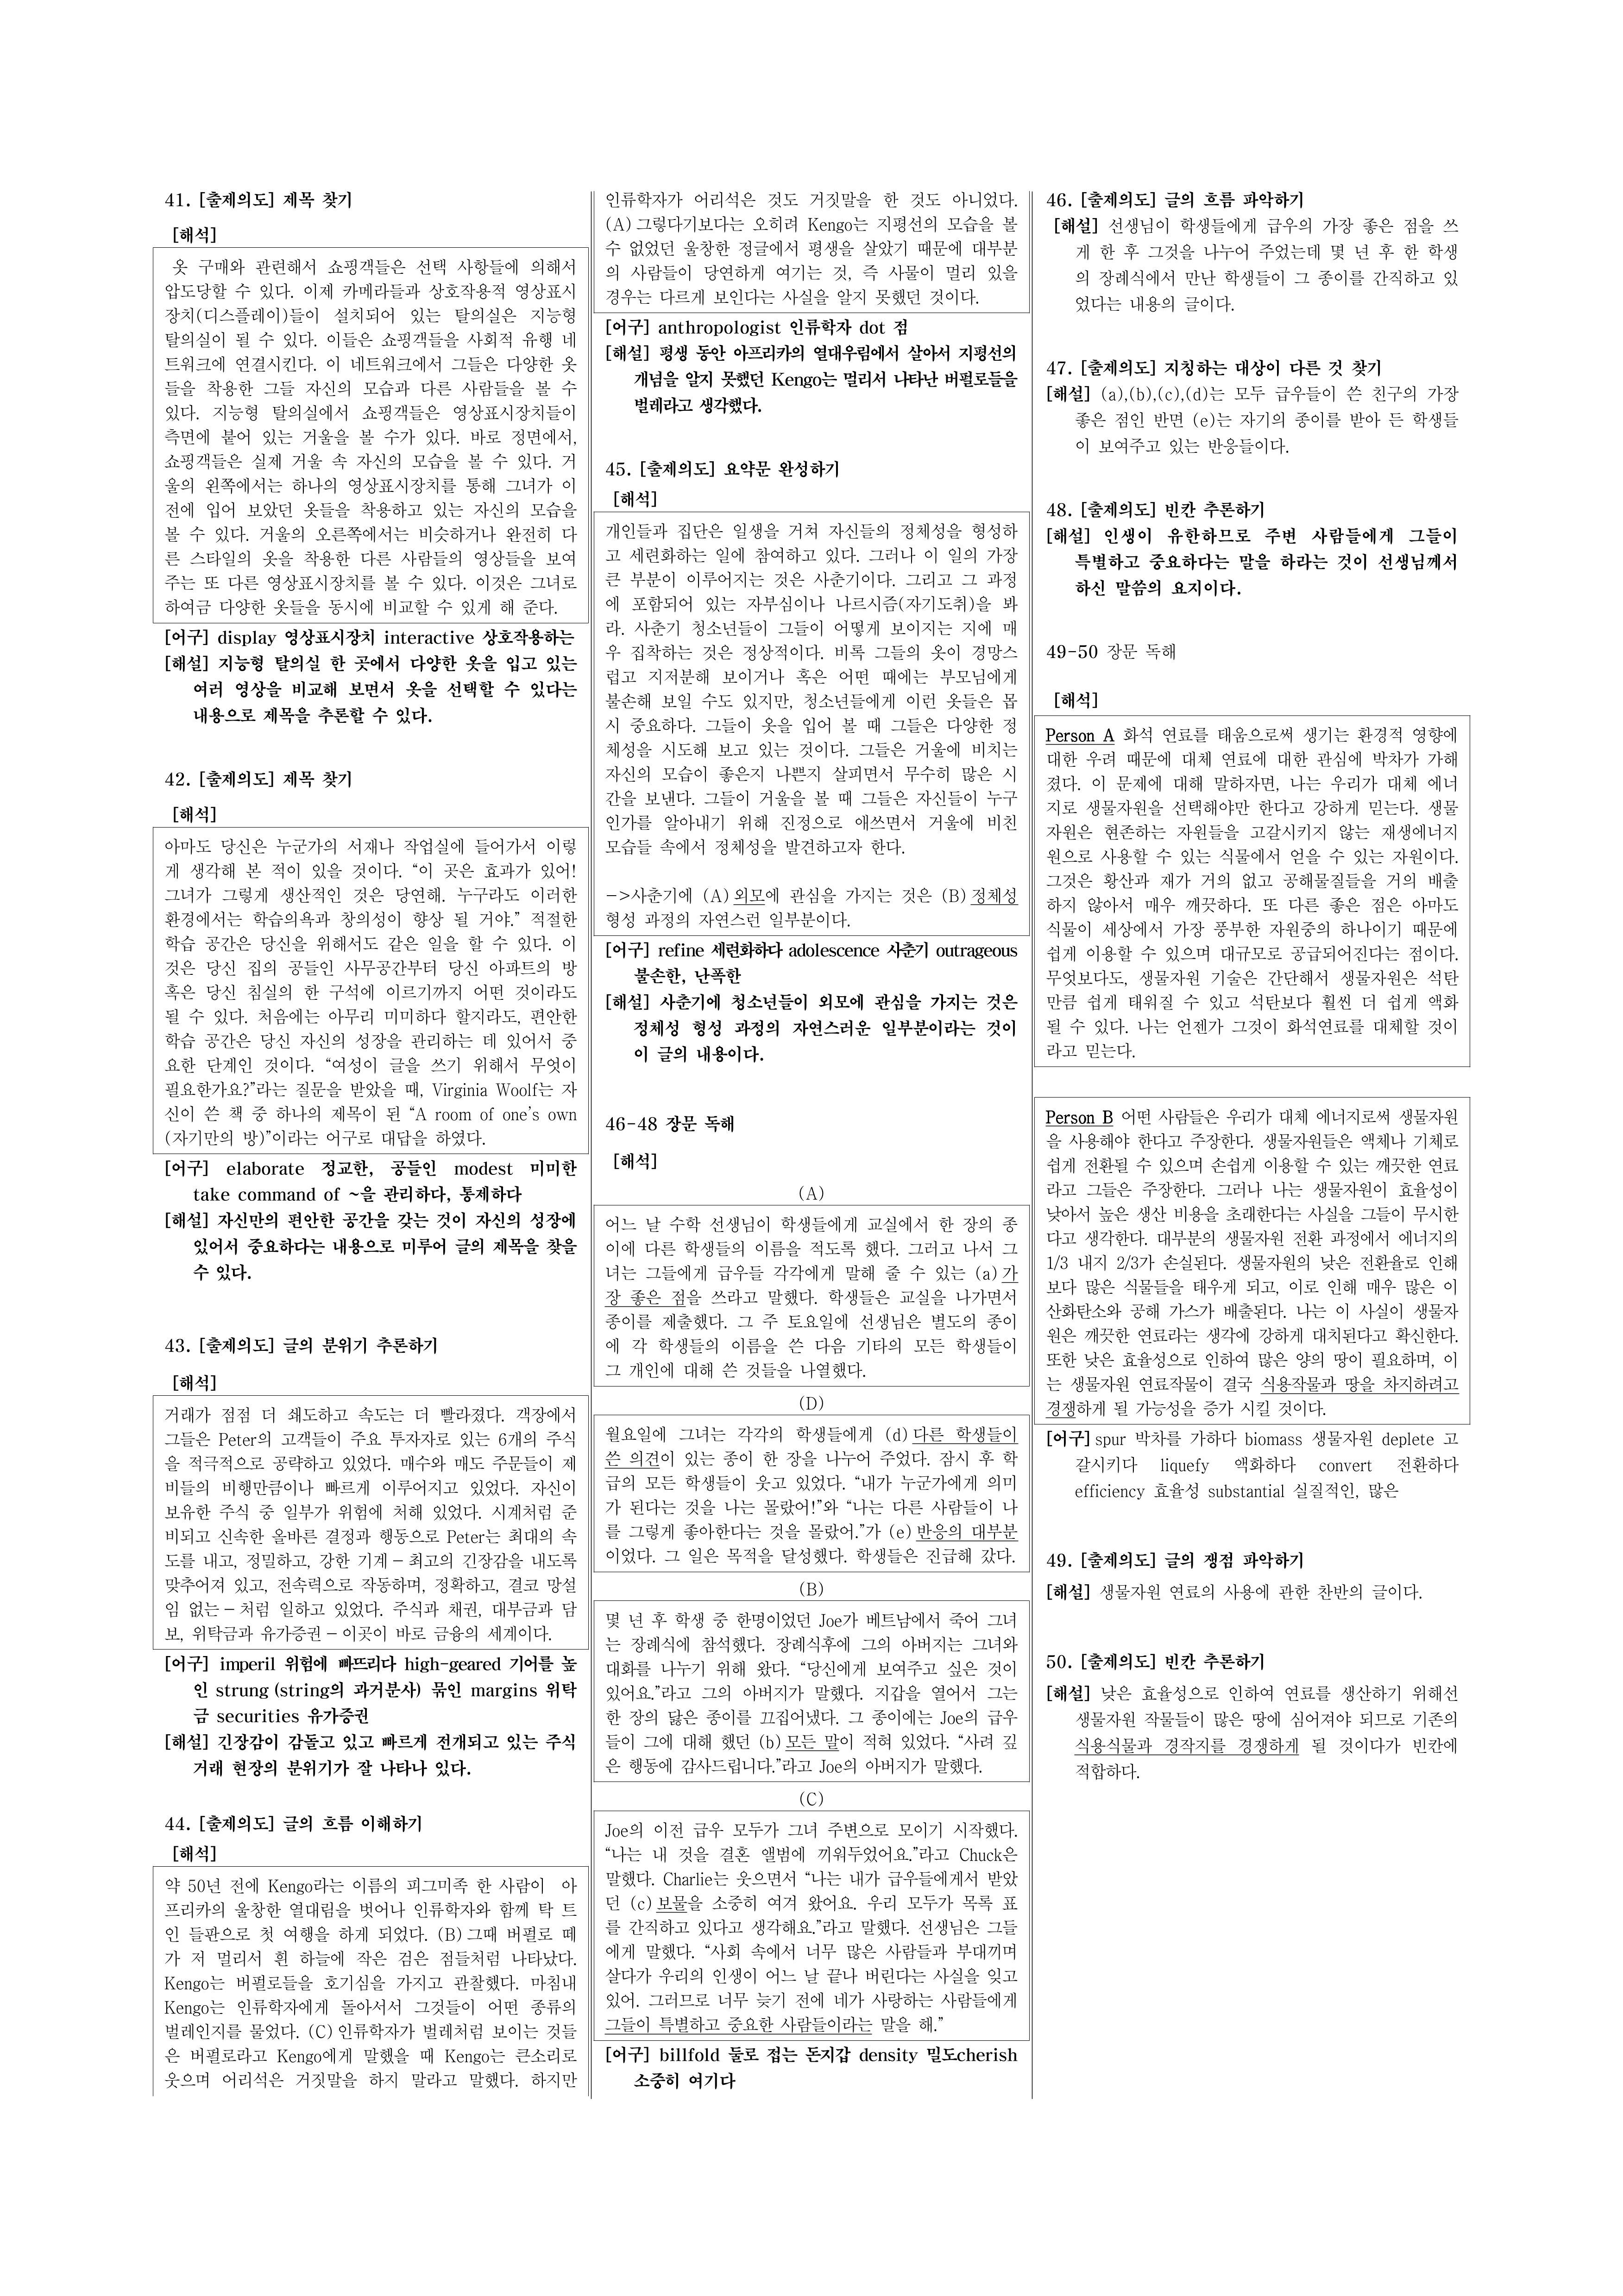 41. [출제의도] 제목 찾기
[해석]
옷 구매와 관련해서 쇼핑객들은 선택 사항들에 의해서
압도당할 수 있다. 이제 카메라들과 상호작용적 영상표시
장치(디스플레이)들이 설치되어 있는 탈의실은 지능형
탈의실이 될 수 있다. 이들은 쇼핑객들을 사회적 유행 네
트워크에 연결시킨다. 이 네트워크에서 그들은 다양한 옷
들을 착용한 그들 자신의 모습과 다른 사람들을 볼 수
있다. 지능형 탈의실에서 쇼핑객들은 영상표시장치들이
측면에 붙어 있는 거울을 볼 수가 있다. 바로 정면에서,
쇼핑객들은 실제 거울 속 자신의 모습을 볼 수 있다. 거
울의 왼쪽에서는 하나의 영상표시장치를 통해 그녀가 이
전에 입어 보았던 옷들을 착용하고 있는 자신의 모습을
볼 수 있다. 거울의 오른쪽에서는 비슷하거나 완전히 다
른 스타일의 옷을 착용한 다른 사람들의 영상들을 보여
주는 또 다른 영상표시장치를 볼 수 있다. 이것은 그녀로
하여금 다양한 옷들을 동시에 비교할 수 있게 해 준다.
[어구] display 영상표시장치 interactive 상호작용하는
[해설] 지능형 탈의실 한 곳에서 다양한 옷을 입고 있는
여러 영상을 비교해 보면서 옷을 선택할 수 있다는
내용으로 제목을 추론할 수 있다.
42. [출제의도] 제목 찾기
[해석]
아마도 당신은 누군가의 서재나 작업실에 들어가서 이렇
게 생각해 본 적이 있을 것이다. “이 곳은 효과가 있어!
그녀가 그렇게 생산적인 것은 당연해. 누구라도 이러한
환경에서는 학습의욕과 창의성이 향상 될 거야.” 적절한
학습 공간은 당신을 위해서도 같은 일을 할 수 있다. 이
것은 당신 집의 공들인 사무공간부터 당신 아파트의 방
혹은 당신 침실의 한 구석에 이르기까지 어떤 것이라도
될 수 있다. 처음에는 아무리 미미하다 할지라도, 편안한
학습 공간은 당신 자신의 성장을 관리하는 데 있어서 중
요한 단계인 것이다. “여성이 글을 쓰기 위해서 무엇이
필요한가요?”라는 질문을 받았을 때, Virginia Woolf는 자
신이 쓴 책 중 하나의 제목이 된 “A room of one's own
(자기만의 방)”이라는 어구로 대답을 하였다.
[어구] elaborate 정교한, 공들인 modest 미미한
take command of ~을 관리하다, 통제하다
[해설] 자신만의 편안한 공간을 갖는 것이 자신의 성장에
있어서 중요하다는 내용으로 미루어 글의 제목을 찾을
수 있다.
43. [출제의도] 글의 분위기 추론하기
[해석]
거래가 점점 더 쇄도하고 속도는 더 빨라졌다. 객장에서
그들은 Peter의 고객들이 주요 투자자로 있는 6개의 주식
을 적극적으로 공략하고 있었다. 매수와 매도 주문들이 제
비들의 비행만큼이나 빠르게 이루어지고 있었다. 자신이
보유한 주식 중 일부가 위험에 처해 있었다. 시계처럼 준
비되고 신속한 올바른 결정과 행동으로 Peter는 최대의 속
도를 내고, 정밀하고, 강한 기계 – 최고의 긴장감을 내도록
맞추어져 있고, 전속력으로 작동하며, 정확하고, 결코 망설
임 없는 – 처럼 일하고 있었다. 주식과 채권, 대부금과 담
보, 위탁금과 유가증권 – 이곳이 바로 금융의 세계이다.
[어구] imperil 위험에 빠뜨리다 high-geared 기어를 높
인 strung (string의 과거분사) 묶인 margins 위탁
금 securities 유가증권
[해설] 긴장감이 감돌고 있고 빠르게 전개되고 있는 주식
거래 현장의 분위기가 잘 나타나 있다.
44. [출제의도] 글의 흐름 이해하기
[해석]
약 50년 전에 Kengo라는 이름의 피그미족 한 사람이 아
프리카의 울창한 열대림을 벗어나 인류학자와 함께 탁 트
인 들판으로 첫 여행을 하게 되었다. (B) 그때 버펄로 떼
가 저 멀리서 흰 하늘에 작은 검은 점들처럼 나타났다.
Kengo는 버펄로들을 호기심을 가지고 관찰했다. 마침내
Kengo는 인류학자에게 돌아서서 그것들이 어떤 종류의
벌레인지를 물었다. (C) 인류학자가 벌레처럼 보이는 것들
은 버펄로라고 Kengo에게 말했을 때 Kengo는 큰소리로
웃으며 어리석은 거짓말을 하지 말라고 말했다. 하지만
인류학자가 어리석은 것도 거짓말을 한 것도 아니었다.
(A) 그렇다기보다는 오히려 Kengo는 지평선의 모습을 볼
수 없었던 울창한 정글에서 평생을 살았기 때문에 대부분
의 사람들이 당연하게 여기는 것, 즉 사물이 멀리 있을
경우는 다르게 보인다는 사실을 알지 못했던 것이다.
[어구] anthropologist 인류학자 dot 점
[해설] 평생 동안 아프리카의 열대우림에서 살아서 지평선의
개념을 알지 못했던 Kengo는 멀리서 나타난 버펄로들을
벌레라고 생각했다.
45. [출제의도] 요약문 완성하기
[해석]
개인들과 집단은 일생을 거쳐 자신들의 정체성을 형성하
고 세련화하는 일에 참여하고 있다. 그러나 이 일의 가장
큰 부분이 이루어지는 것은 사춘기이다. 그리고 그 과정
에 포함되어 있는 자부심이나 나르시즘(자기도취)을 봐
라. 사춘기 청소년들이 그들이 어떻게 보이지는 지에 매
우 집착하는 것은 정상적이다. 비록 그들의 옷이 경망스
럽고 지저분해 보이거나 혹은 어떤 때에는 부모님에게
불손해 보일 수도 있지만, 청소년들에게 이런 옷들은 몹
시 중요하다. 그들이 옷을 입어 볼 때 그들은 다양한 정
체성을 시도해 보고 있는 것이다. 그들은 거울에 비치는
자신의 모습이 좋은지 나쁜지 살피면서 무수히 많은 시
간을 보낸다. 그들이 거울을 볼 때 그들은 자신들이 누구
인가를 알아내기 위해 진정으로 애쓰면서 거울에 비친
모습들 속에서 정체성을 발견하고자 한다.
->사춘기에 (A) 외모에 관심을 가지는 것은 (B) 정체성
형성 과정의 자연스런 일부분이다.
[어구] refine 세련화하다 adolescence 사춘기 outrageous
불손한, 난폭한
[해설] 사춘기에 청소년들이 외모에 관심을 가지는 것은
정체성 형성 과정의 자연스러운 일부분이라는 것이
이 글의 내용이다.
46-48 장문 독해
[해석]
(A)
어느 날 수학 선생님이 학생들에게 교실에서 한 장의 종
이에 다른 학생들의 이름을 적도록 했다. 그러고 나서 그
녀는 그들에게 급우들 각각에게 말해 줄 수 있는 (a) 가
장 좋은 점을 쓰라고 말했다. 학생들은 교실을 나가면서
종이를 제출했다. 그 주 토요일에 선생님은 별도의 종이
에 각 학생들의 이름을 쓴 다음 기타의 모든 학생들이
그 개인에 대해 쓴 것들을 나열했다.
(D)
월요일에 그녀는 각각의 학생들에게 (d) 다른 학생들이
쓴 의견이 있는 종이 한 장을 나누어 주었다. 잠시 후 학
급의 모든 학생들이 웃고 있었다. “내가 누군가에게 의미
가 된다는 것을 나는 몰랐어!”와 “나는 다른 사람들이 나
를 그렇게 좋아한다는 것을 몰랐어.”가 (e) 반응의 대부분
이었다. 그 일은 목적을 달성했다. 학생들은 진급해 갔다.
(B)
몇 년 후 학생 중 한명이었던 Joe가 베트남에서 죽어 그녀
는 장례식에 참석했다. 장례식후에 그의 아버지는 그녀와
대화를 나누기 위해 왔다. “당신에게 보여주고 싶은 것이
있어요.”라고 그의 아버지가 말했다. 지갑을 열어서 그는
한 장의 닳은 종이를 끄집어냈다. 그 종이에는 Joe의 급우
들이 그에 대해 했던 (b) 모든 말이 적혀 있었다. “사려 깊
은 행동에 감사드립니다.”라고 Joe의 아버지가 말했다.
(C)
Joe의 이전 급우 모두가 그녀 주변으로 모이기 시작했다.
“나는 내 것을 결혼 앨범에 끼워두었어요.”라고 Chuck은
말했다. Charlie는 웃으면서 “나는 내가 급우들에게서 받았
던 (c) 보물을 소중히 여겨 왔어요. 우리 모두가 목록 표
를 간직하고 있다고 생각해요.”라고 말했다. 선생님은 그들
에게 말했다. “사회 속에서 너무 많은 사람들과 부대끼며
살다가 우리의 인생이 어느 날 끝나 버린다는 사실을 잊고
있어. 그러므로 너무 늦기 전에 네가 사랑하는 사람들에게
그들이 특별하고 중요한 사람들이라는 말을 해.”
[어구] billfold 둘로 접는 돈지갑 density 밀도cherish
소중히 여기다
46. [출제의도] 글의 흐름 파악하기
[해설] 선생님이 학생들에게 급우의 가장 좋은 점을 쓰
게 한 후 그것을 나누어 주었는데 몇 년 후 한 학생
의 장례식에서 만난 학생들이 그 종이를 간직하고 있
었다는 내용의 글이다.
47. [출제의도] 지칭하는 대상이 다른 것 찾기
[해설] (a),(b),(c),(d)는 모두 급우들이 쓴 친구의 가장
좋은 점인 반면 (e)는 자기의 종이를 받아 든 학생들
이 보여주고 있는 반응들이다.
48. [출제의도] 빈칸 추론하기
[해설] 인생이 유한하므로 주변 사람들에게 그들이
특별하고 중요하다는 말을 하라는 것이 선생님께서
하신 말씀의 요지이다.
49-50 장문 독해
[해석]
Person A 화석 연료를 태움으로써 생기는 환경적 영향에
대한 우려 때문에 대체 연료에 대한 관심에 박차가 가해
졌다. 이 문제에 대해 말하자면, 나는 우리가 대체 에너
지로 생물자원을 선택해야만 한다고 강하게 믿는다. 생물
자원은 현존하는 자원들을 고갈시키지 않는 재생에너지
원으로 사용할 수 있는 식물에서 얻을 수 있는 자원이다.
그것은 황산과 재가 거의 없고 공해물질들을 거의 배출
하지 않아서 매우 깨끗하다. 또 다른 좋은 점은 아마도
식물이 세상에서 가장 풍부한 자원중의 하나이기 때문에
쉽게 이용할 수 있으며 대규모로 공급되어진다는 점이다.
무엇보다도, 생물자원 기술은 간단해서 생물자원은 석탄
만큼 쉽게 태워질 수 있고 석탄보다 훨씬 더 쉽게 액화
될 수 있다. 나는 언젠가 그것이 화석연료를 대체할 것이
라고 믿는다.
Person B 어떤 사람들은 우리가 대체 에너지로써 생물자원
을 사용해야 한다고 주장한다. 생물자원들은 액체나 기체로
쉽게 전환될 수 있으며 손쉽게 이용할 수 있는 깨끗한 연료
라고 그들은 주장한다. 그러나 나는 생물자원이 효율성이
낮아서 높은 생산 비용을 초래한다는 사실을 그들이 무시한
다고 생각한다. 대부분의 생물자원 전환 과정에서 에너지의
1/3 내지 2/3가 손실된다. 생물자원의 낮은 전환율로 인해
보다 많은 식물들을 태우게 되고, 이로 인해 매우 많은 이
산화탄소와 공해 가스가 배출된다. 나는 이 사실이 생물자
원은 깨끗한 연료라는 생각에 강하게 대치된다고 확신한다.
또한 낮은 효율성으로 인하여 많은 양의 땅이 필요하며, 이
는 생물자원 연료작물이 결국 식용작물과 땅을 차지하려고
경쟁하게 될 가능성을 증가 시킬 것이다.
[어구] spur 박차를 가하다 biomass 생물자원 deplete 고
갈시키다 liquefy 액화하다 convert 전환하다
efficiency 효율성 substantial 실질적인, 많은
49. [출제의도] 글의 쟁점 파악하기
[해설] 생물자원 연료의 사용에 관한 찬반의 글이다.
50. [출제의도] 빈칸 추론하기
[해설] 낮은 효율성으로 인하여 연료를 생산하기 위해선
생물자원 작물들이 많은 땅에 심어져야 되므로 기존의
식용식물과 경작지를 경쟁하게 될 것이다가 빈칸에
적합하다.